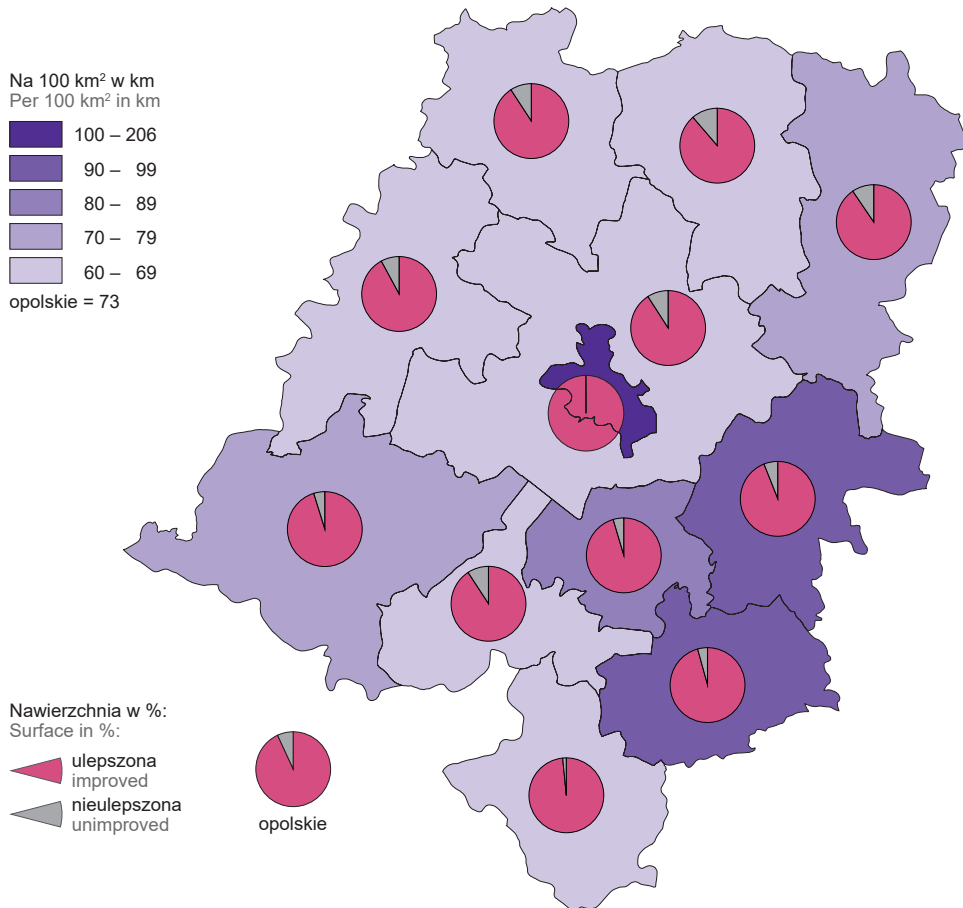 Na 100 km² w km
Per 100 km² in km
100 – 206
90 – 99
80 – 89
70 – 79
60 – 69
opolskie = 73
Nawierzchnia w %:
Surface in %:
ulepszona
improved
nieulepszona
unimproved
opolskie